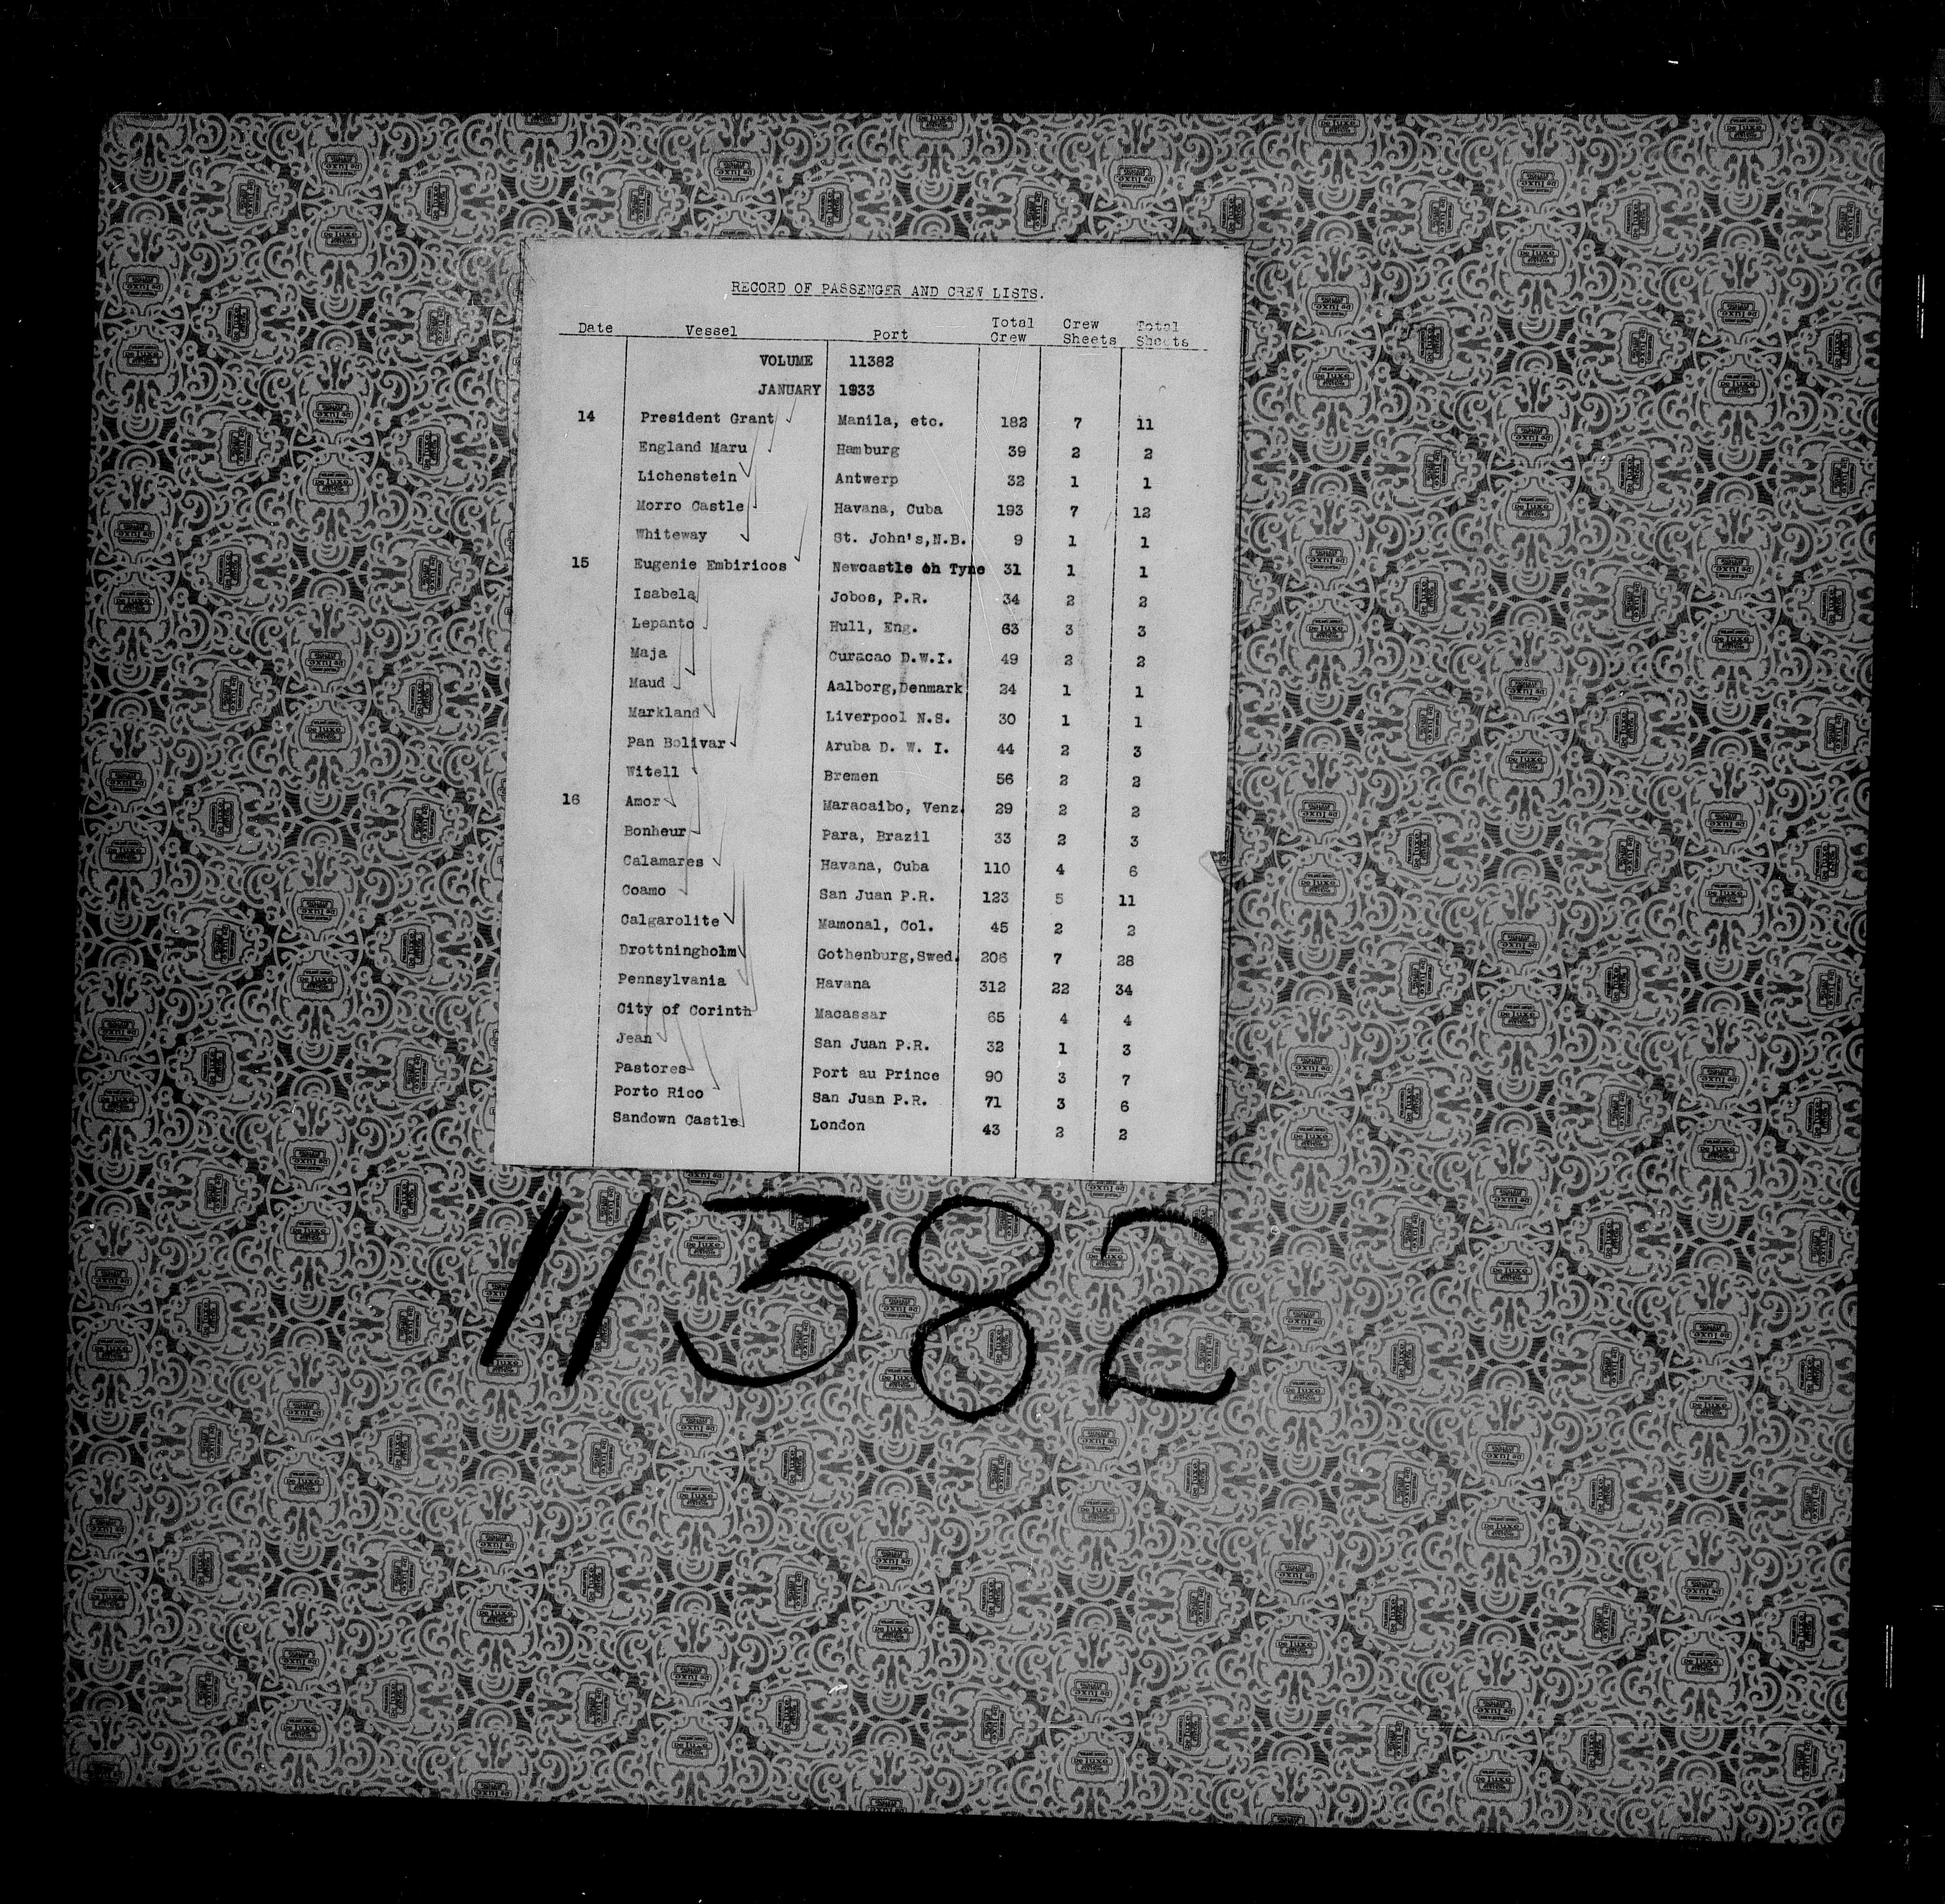 RECORD OF PASSENGER AND CREW LISTS.
Date Vessel Port Total Crew Crew Sheets Total Sheets
VOLUME 11382
JANUARY 1933
14 President Grant Manila, etc. 182 7 11
England Maru Hamburg 39 2 2
Lichenstein Antwerp 32 1 1
Morro Castle Havana, Cuba 193 7 12
Whiteway St. John's,N.B. 9 1 1
15 Eugenie Embiricos Newcastle on Tyne 31 1 1
Isabela Jobos, P.R. 34 2 2
Lepanto Hull, Eng. 63 3 3
Maja Curacao D.W.I. 49 2 2
Maud Aalborg,Denmark 24 1 1
Markland Liverpool N.S. 30 1 1
Pan Bolivar Aruba D. W. I. 44 2 3
Witell Bremen 56 2 2
16 Amor Maracaibo, Venz. 29 2 2
Bonheur Para, Brazil 33 2 3
Calamares Havana, Cuba 110 4 6
Coamo San Juan P.R. 123 5 11
Calgarolite Mamonal, Col. 45 2 2
Drottningholm Gothenburg,Swed. 206 7 28
Pennsylvania Havana 312 22 34
City of Corinth Macassar 65 4 4
Jean San Juan P.R. 32 1 3
Pastores Port au Prince 90 3 7
Porto Rico San Juan P.R. 71 3 6
Sandown Castle London 43 2 2
11382